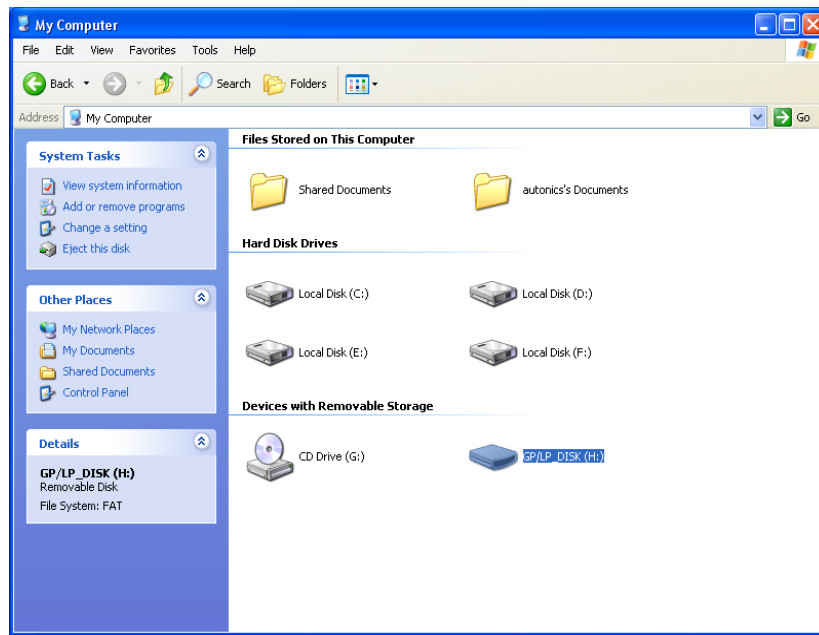 My Computer
File Edit View Favorites Tools Help
Back Search Folders
Address My Computer Go
System Tasks
View system information
Add or remove programs
Change a setting
Eject this disk
Other Places
My Network Places
My Documents
Shared Documents
Control Panel
Details
GP/LP_DISK (H:)
Removable Disk
File System: FAT
Files Stored on This Computer
Shared Documents autonics's Documents
Hard Disk Drives
Local Disk (C:) Local Disk (D:)
Local Disk (E:) Local Disk (F:)
Devices with Removable Storage
CD Drive (G:) GP/LP_DISK (H:)